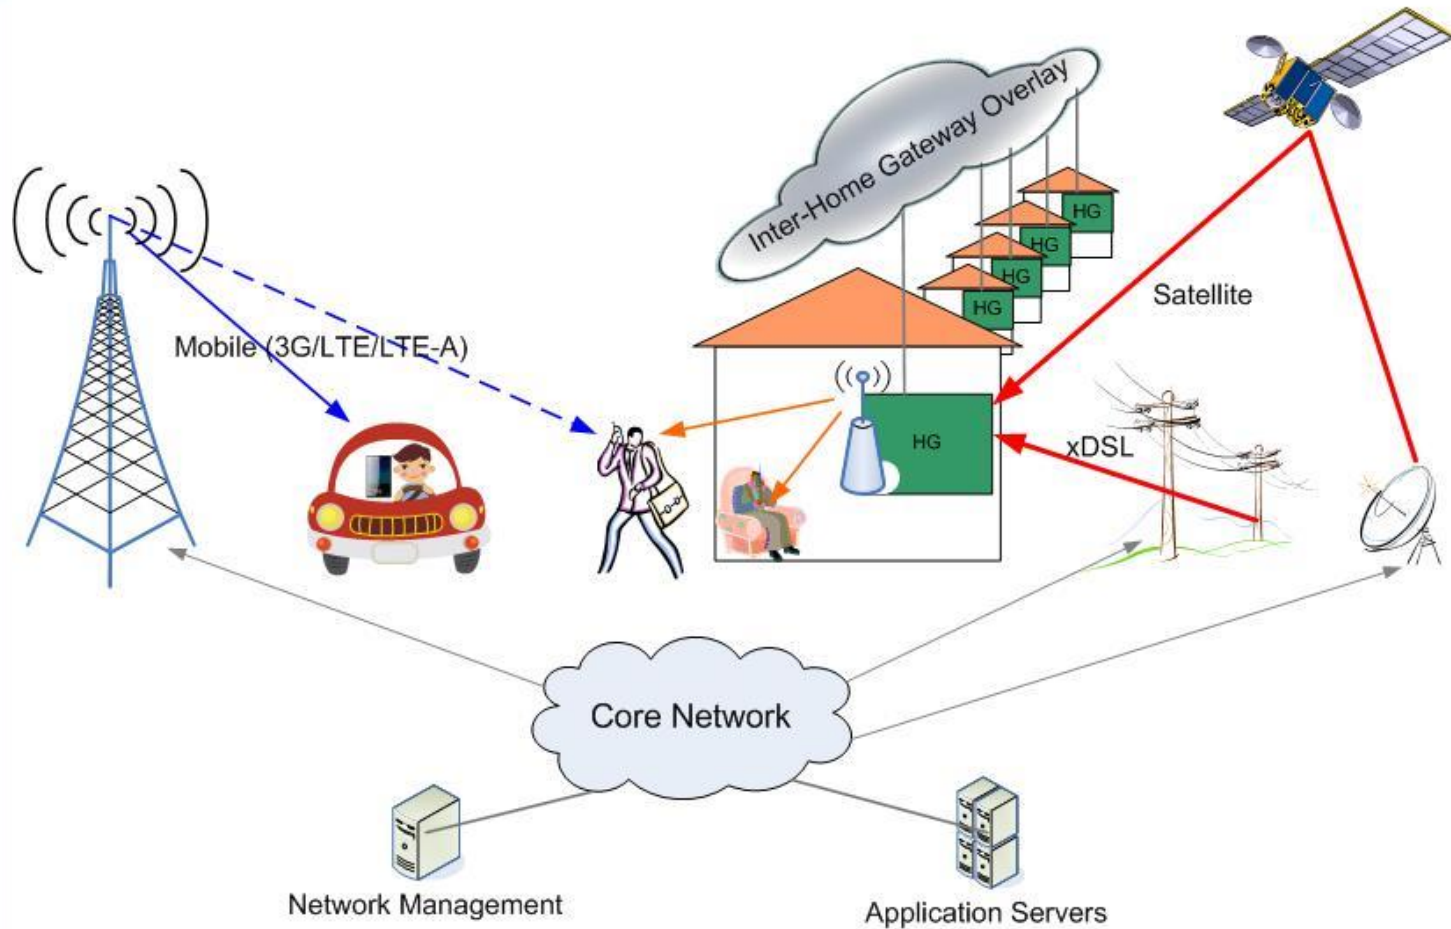 Inter-Home Gateway Overlay
HG
HG
HG
HG
Satellite
Mobile (3G/LTE/LTE-A)
HG
xDSL
Core Network
Network Management
Application Servers